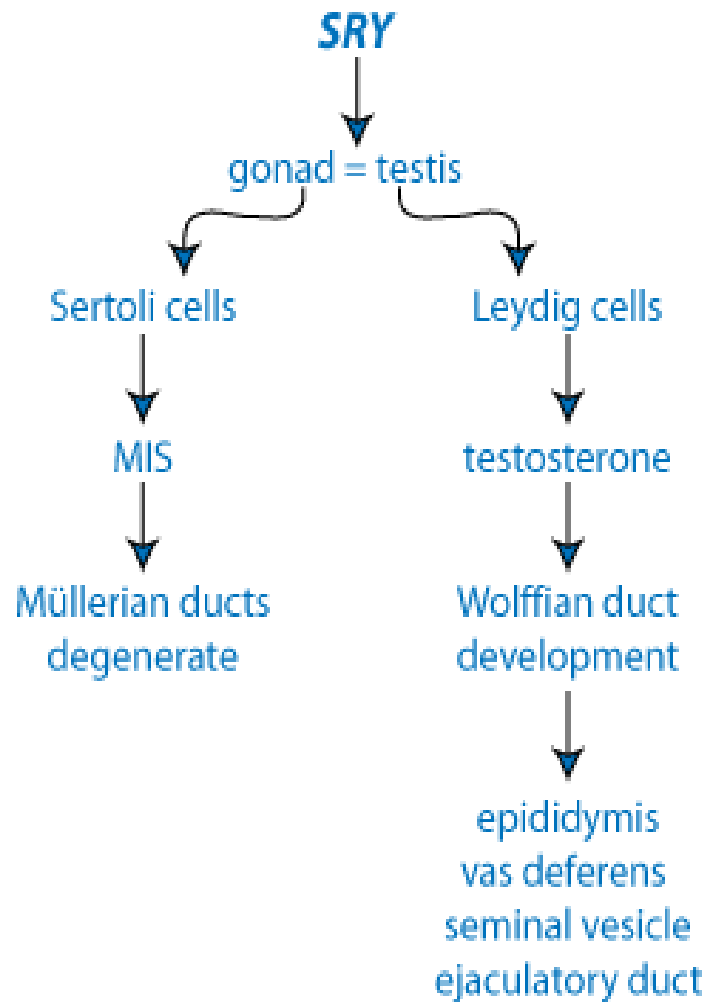 SRY
gonad = testis
Sertoli cells
Leydig cells
MIS
testosterone
Müllerian ducts
degenerate
Wolffian duct
development
epididymis
vas deferens
seminal vesicle
ejaculatory duct